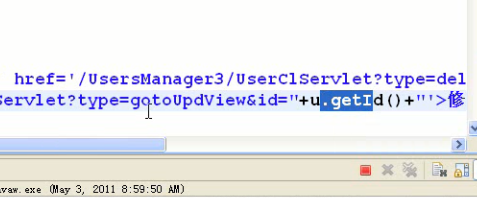 href='/UsersManager3/UserClServlet?type=del
Servlet?type=gotoUpdView&id="+u.getId()+"'>修
vaw.exe (May 3, 2011 8:59:50 AM)